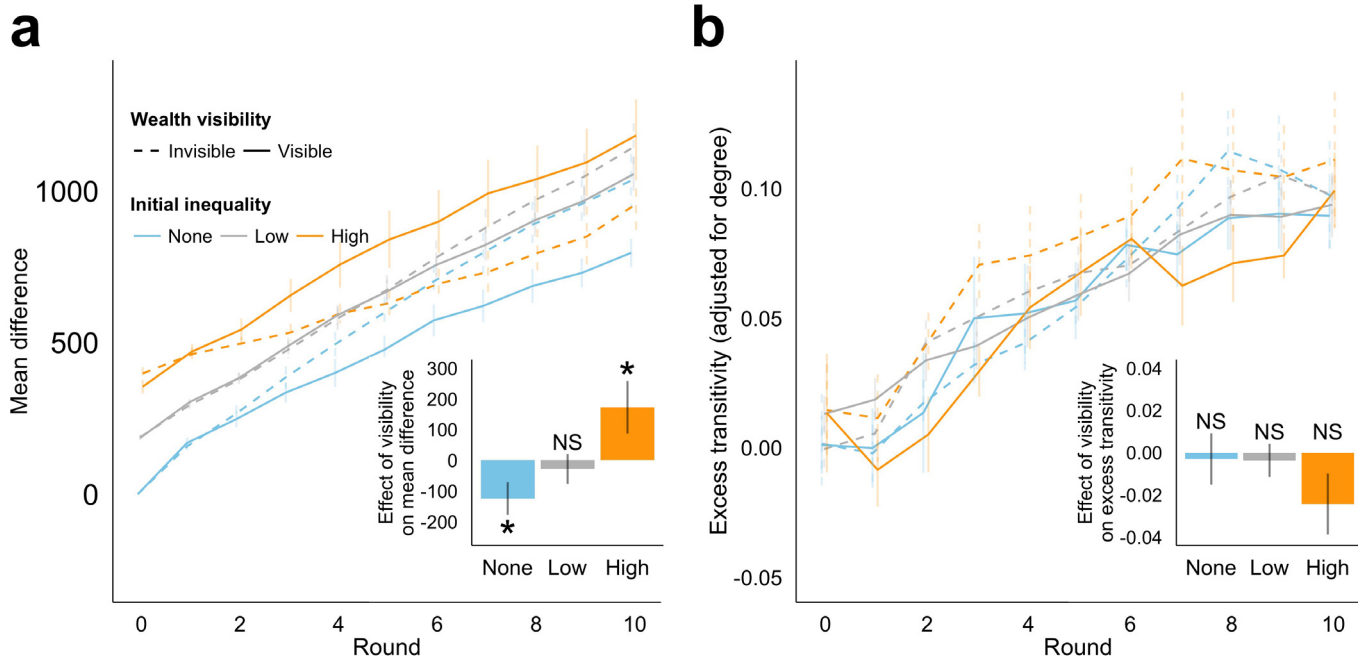 a
Mean difference
1000
500
0
Wealth visibility
Invisible
Visible
Initial inequality
None
Low
High
Effect of visibility
on mean difference
300
200
100
0
-100
-200
*
NS
*
None
Low
High
0
2
4
6
8
10
Round
b
Excess transitivity (adjusted for degree)
0.10
0.05
0.00
-0.05
Effect of visibility
on excess transitivity
0.04
0.02
0.00
-0.02
-0.04
NS
NS
NS
None
Low
High
0
2
4
6
8
10
Round